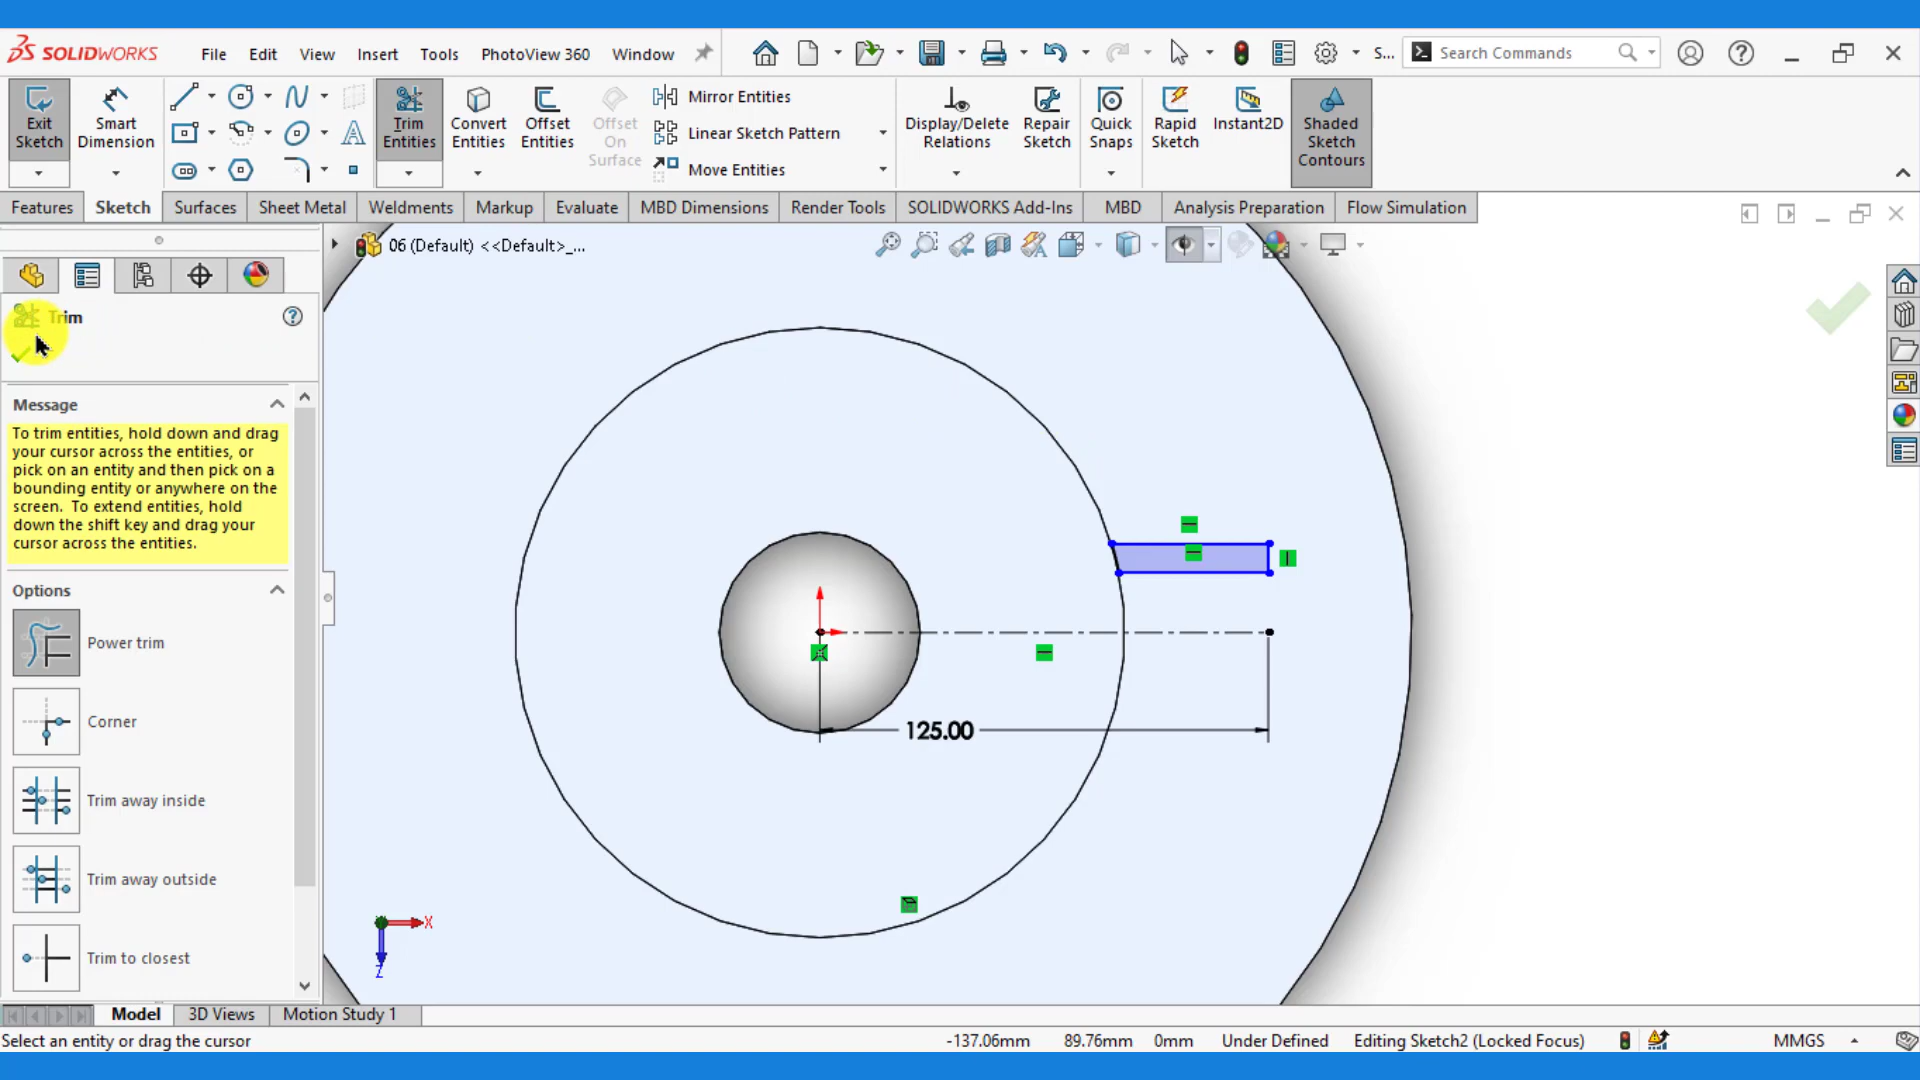 SOLIDWORKS File Edit View Insert Tools PhotoView 360 Window S... Search Commands
Exit Sketch
Smart Dimension
Trim Entities
Convert Entities
Offset Entities
Offset On Surface
Mirror Entities
Linear Sketch Pattern
Move Entities
Display/Delete Relations
Repair Sketch
Quick Snaps
Rapid Sketch
Instant2D
Shaded Sketch Contours
Features Sketch Surfaces Sheet Metal Weldments Markup Evaluate MBD Dimensions Render Tools SOLIDWORKS Add-Ins MBD Analysis Preparation Flow Simulation
06 (Default) <<Default>_...
Trim
Message
To trim entities, hold down and drag
your cursor across the entities, or
pick on an entity and then pick on a
bounding entity or anywhere on the
screen. To extend entities, hold
down the shift key and drag your
cursor across the entities.
Options
Power trim
Corner
Trim away inside
Trim away outside
Trim to closest
125.00
X
Z
Model 3D Views Motion Study 1
Select an entity or drag the cursor -137.06mm 89.76mm 0mm Under Defined Editing Sketch2 (Locked Focus) MMGS